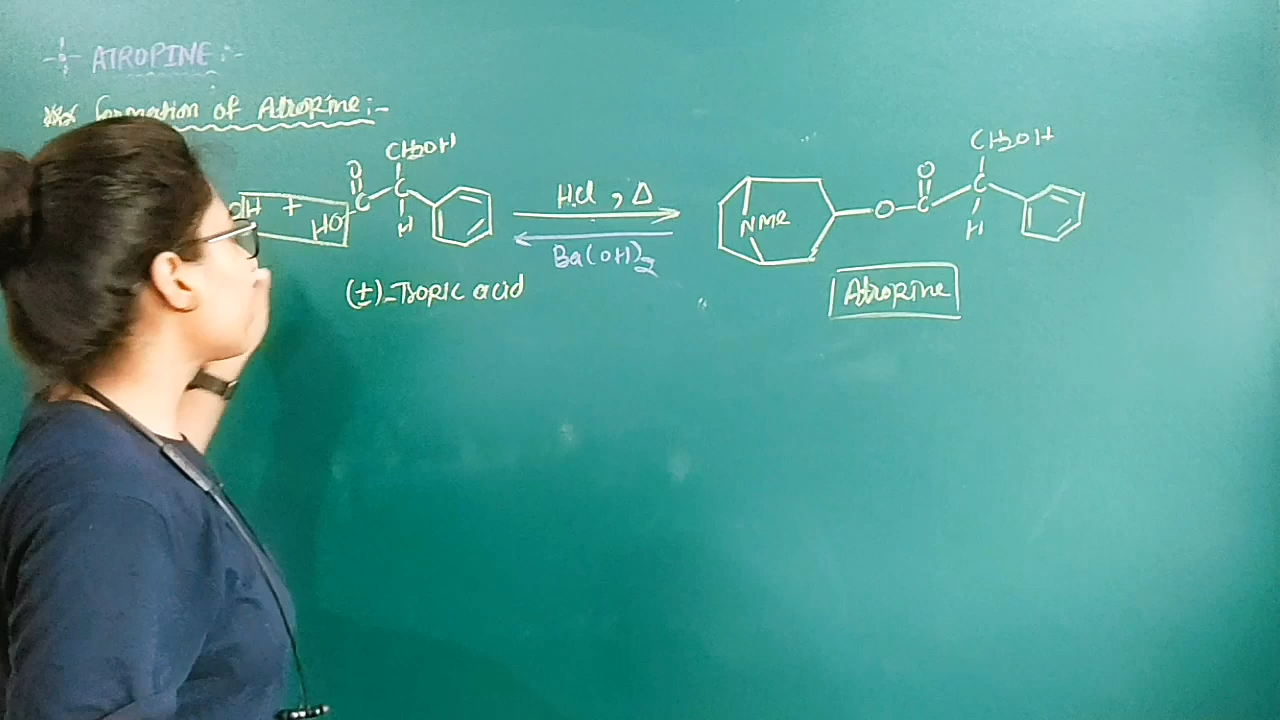 ATROPINE :-
Formation of Atropine :-
CH2OH
O
OH + HO C C
H
HCl , Δ
Ba(OH)2
(±)-Tropic acid
CH2OH
O
NMe O C C
H
Atropine